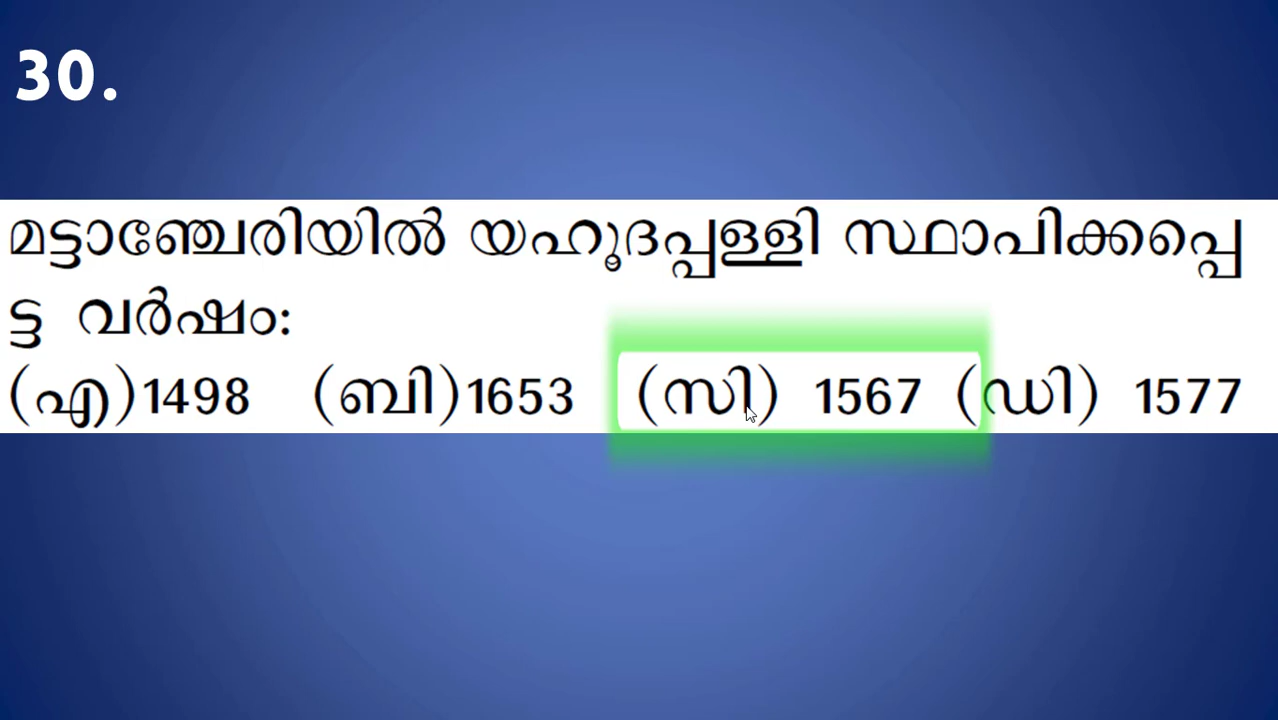 30.
മട്ടാഞ്ചേരിയിൽ യഹൂദപ്പള്ളി സ്ഥാപിക്കപ്പെ
ട്ട വർഷം:
(എ)1498 (ബി)1653 (സി) 1567 (ഡി) 1577